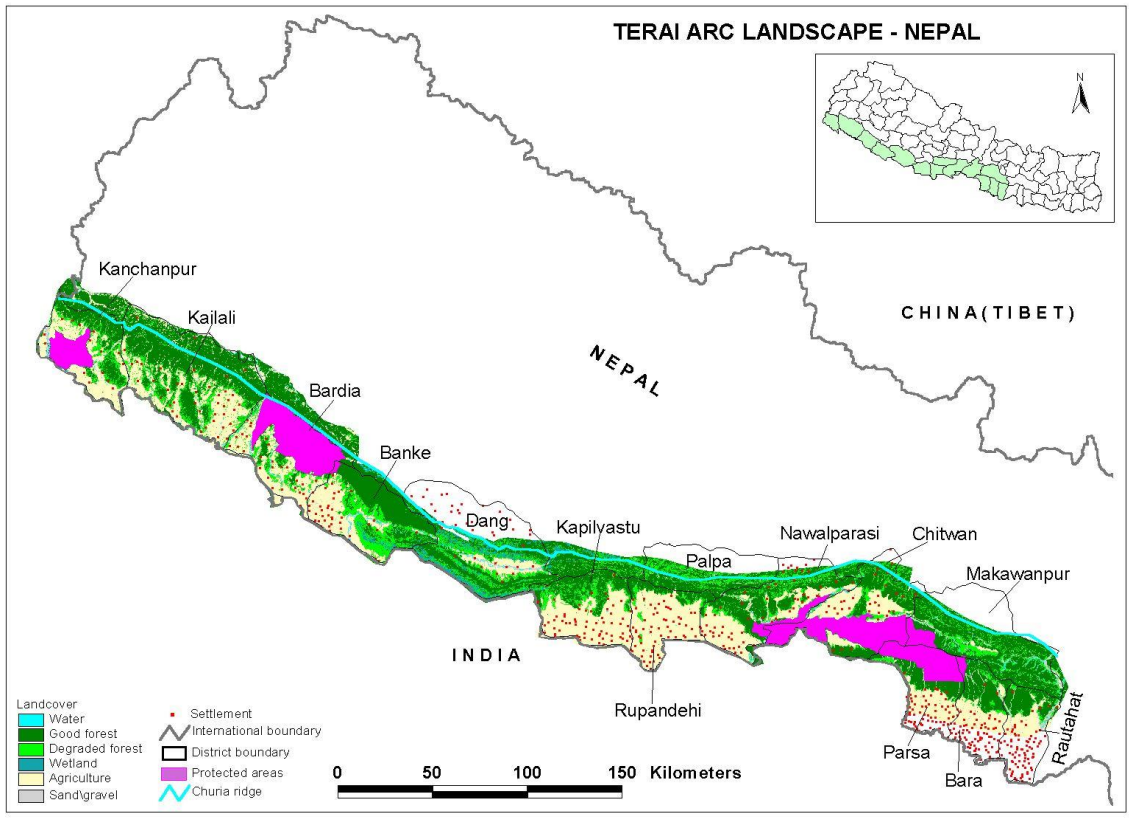 TERAI ARC LANDSCAPE - NEPAL
N
CHINA(TIBET)
NEPAL
INDIA
Kanchanpur
Kailali
Bardia
Banke
Dang
Kapilvastu
Palpa
Nawalparasi
Chitwan
Makawanpur
Rupandehi
Parsa
Bara
Rautahat
Landcover
Water
Good forest
Degraded forest
Wetland
Agriculture
Sand\gravel
Settlement
International boundary
District boundary
Protected areas
Churia ridge
0 50 100 150 Kilometers